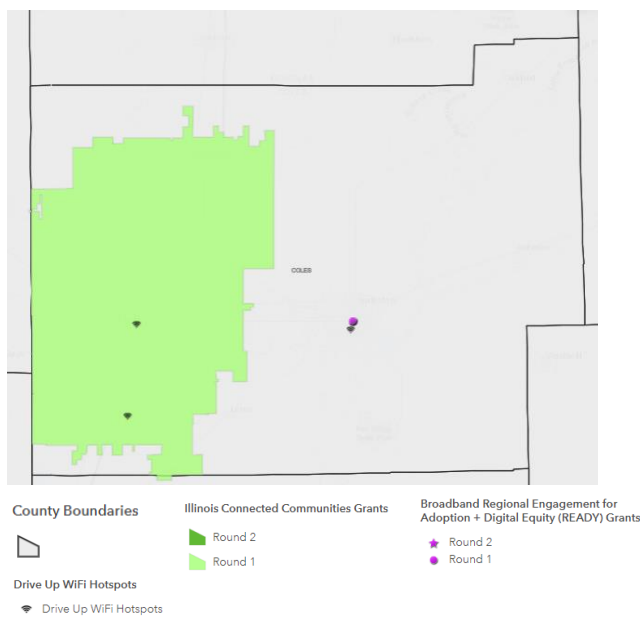 COLES
County Boundaries
Illinois Connected Communities Grants
Round 2
Round 1
Broadband Regional Engagement for
Adoption + Digital Equity (READY) Grants
Round 2
Round 1
Drive Up WiFi Hotspots
Drive Up WiFi Hotspots